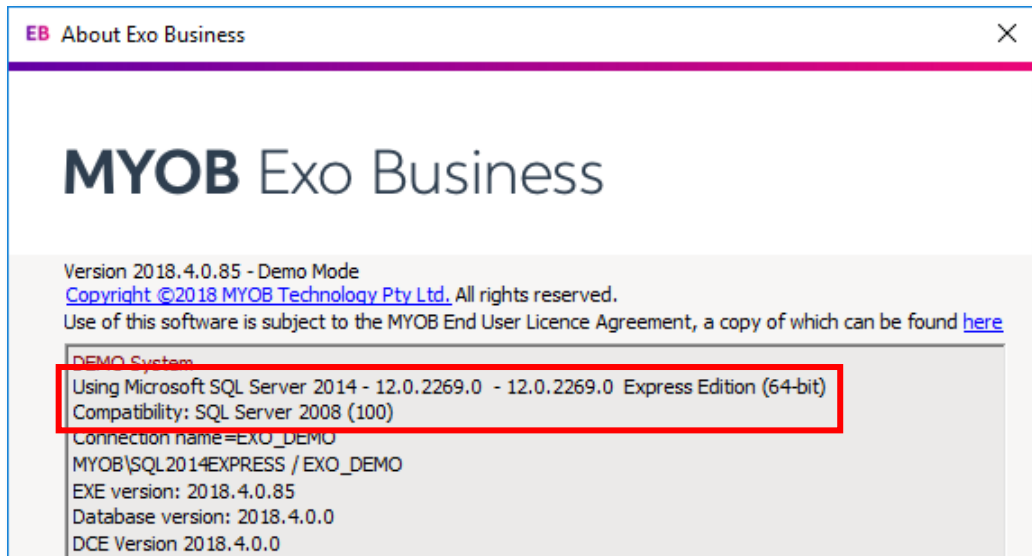 EB About Exo Business
MYOB Exo Business
Version 2018.4.0.85 - Demo Mode
Copyright ©2018 MYOB Technology Pty Ltd. All rights reserved.
Use of this software is subject to the MYOB End User Licence Agreement, a copy of which can be found here
DEMO System
Using Microsoft SQL Server 2014 - 12.0.2269.0 - 12.0.2269.0 Express Edition (64-bit)
Compatibility: SQL Server 2008 (100)
Connection name=EXO_DEMO
MYOB\SQL2014EXPRESS / EXO_DEMO
EXE version: 2018.4.0.85
Database version: 2018.4.0.0
DCE Version 2018.4.0.0